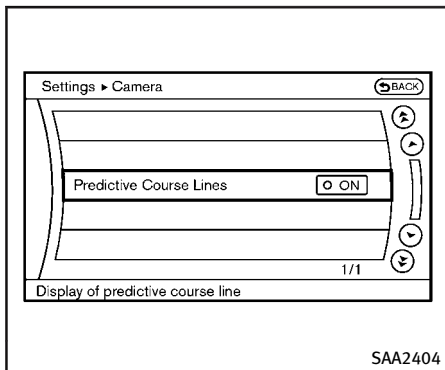 Settings ▸ Camera
BACK
Predictive Course Lines
ON
1/1
Display of predictive course line
SAA2404